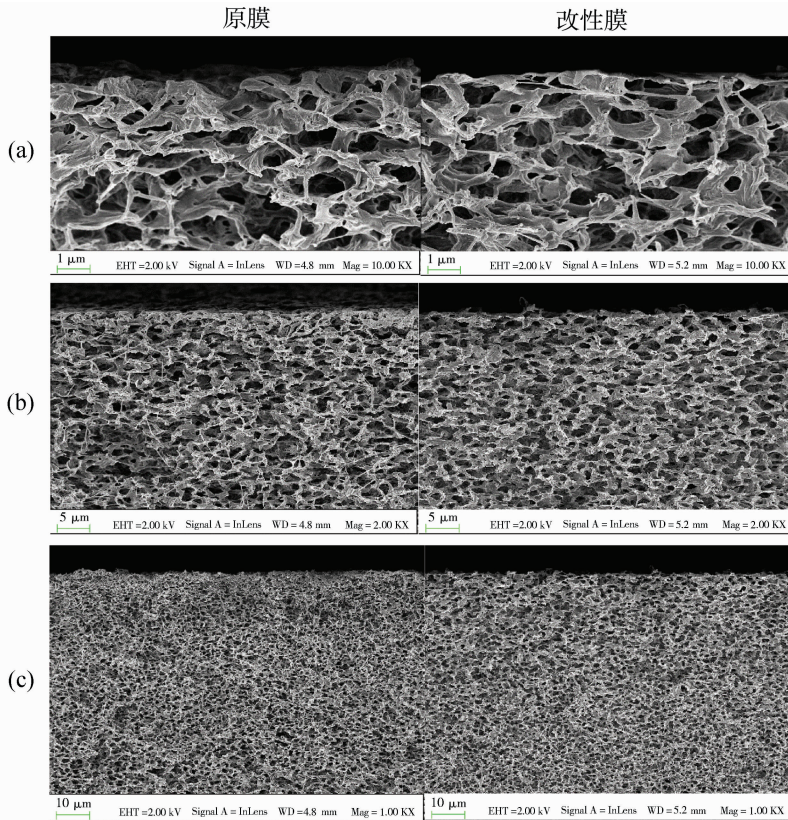 原膜 改性膜
(a)
1 μm EHT =2.00 kV Signal A = InLens WD =4.8 mm Mag = 10.00 KX
1 μm EHT =2.00 kV Signal A = InLens WD =5.2 mm Mag = 10.00 KX
(b)
5 μm EHT =2.00 kV Signal A = InLens WD =4.8 mm Mag = 2.00 KX
5 μm EHT =2.00 kV Signal A = InLens WD =5.2 mm Mag = 2.00 KX
(c)
10 μm EHT =2.00 kV Signal A = InLens WD =4.8 mm Mag = 1.00 KX
10 μm EHT =2.00 kV Signal A = InLens WD =5.2 mm Mag = 1.00 KX